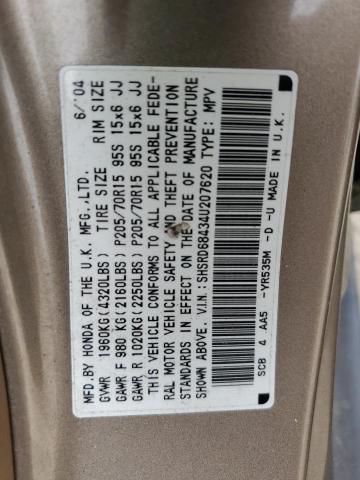 MFD.BY HONDA OF THE U.K. MFG.,LTD. 6/'04
GVWR 1960KG(4320LBS) TIRE SIZE RIM SIZE
GAWR F 980 KG(2160LBS) P205/70R15 95S 15x6 JJ
GAWR R 1020KG(2250LBS) P205/70R15 95S 15x6 JJ
THIS VEHICLE CONFORMS TO ALL APPLICABLE FEDE-
RAL MOTOR VEHICLE SAFETY AND THEFT PREVENTION
STANDARDS IN EFFECT ON THE DATE OF MANUFACTURE
SHOWN ABOVE. V.I.N.: SHSRD68434U207620 MPV
SCB 4 AA5 -YR535M -D -U MADE IN U.K.